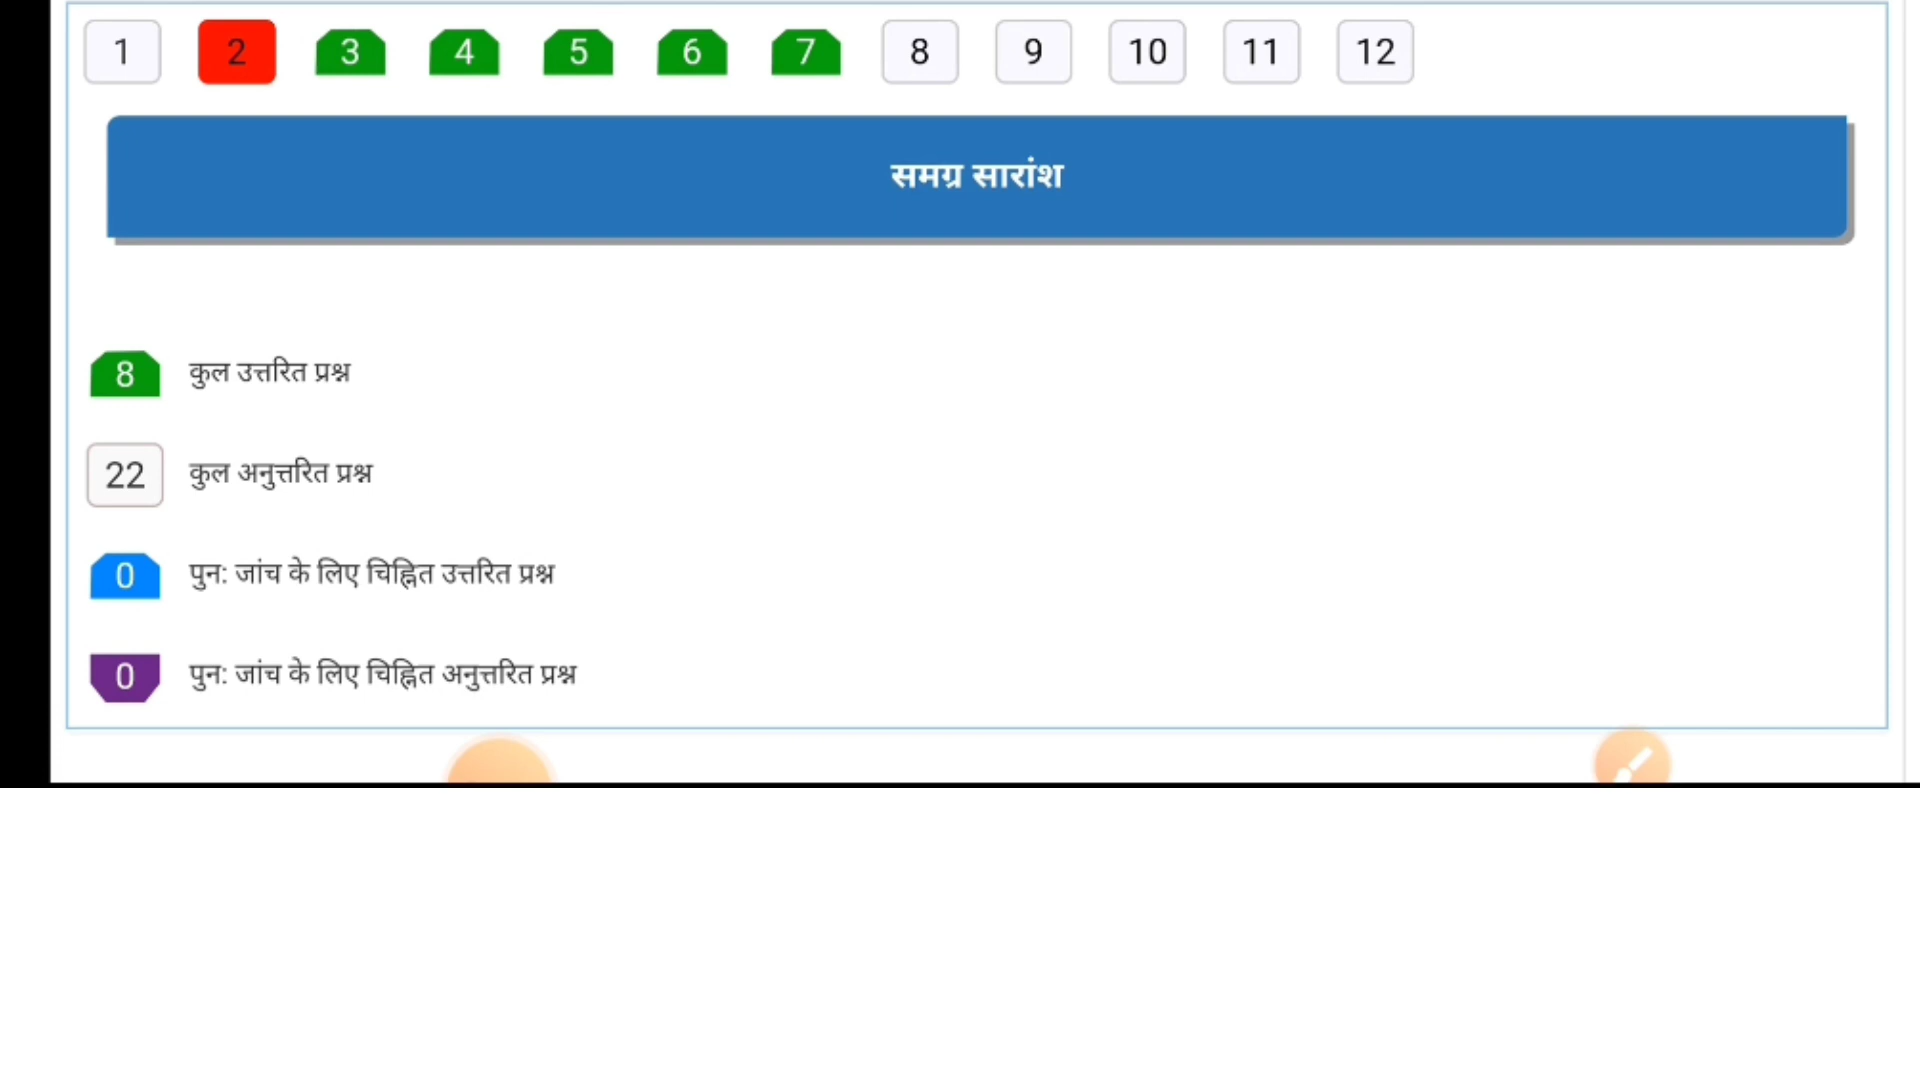 1 2 3 4 5 6 7 8 9 10 11 12
समग्र सारांश
8 कुल उत्तरित प्रश्न
22 कुल अनुत्तरित प्रश्न
0 पुन: जांच के लिए चिह्नित उत्तरित प्रश्न
0 पुन: जांच के लिए चिह्नित अनुत्तरित प्रश्न